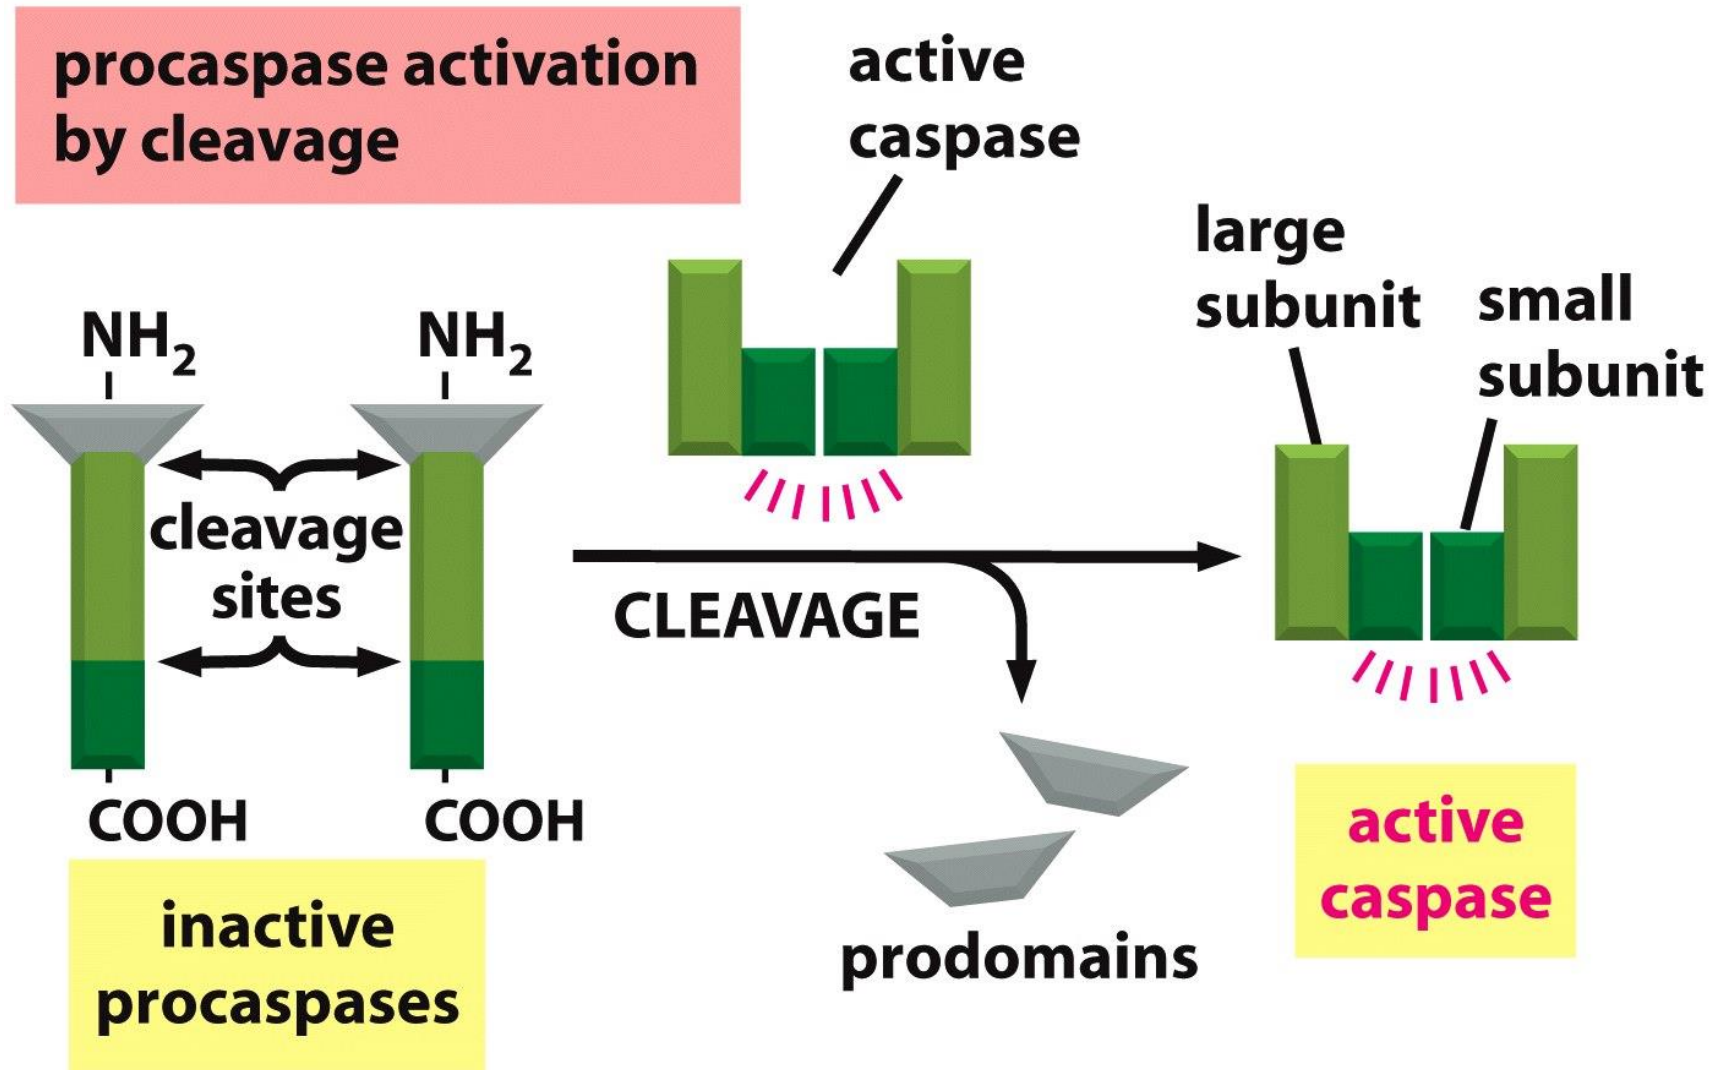 procaspase activation
by cleavage
active
caspase
large
subunit
small
subunit
NH₂
NH₂
cleavage
sites
CLEAVAGE
COOH
COOH
inactive
procaspases
prodomains
active
caspase